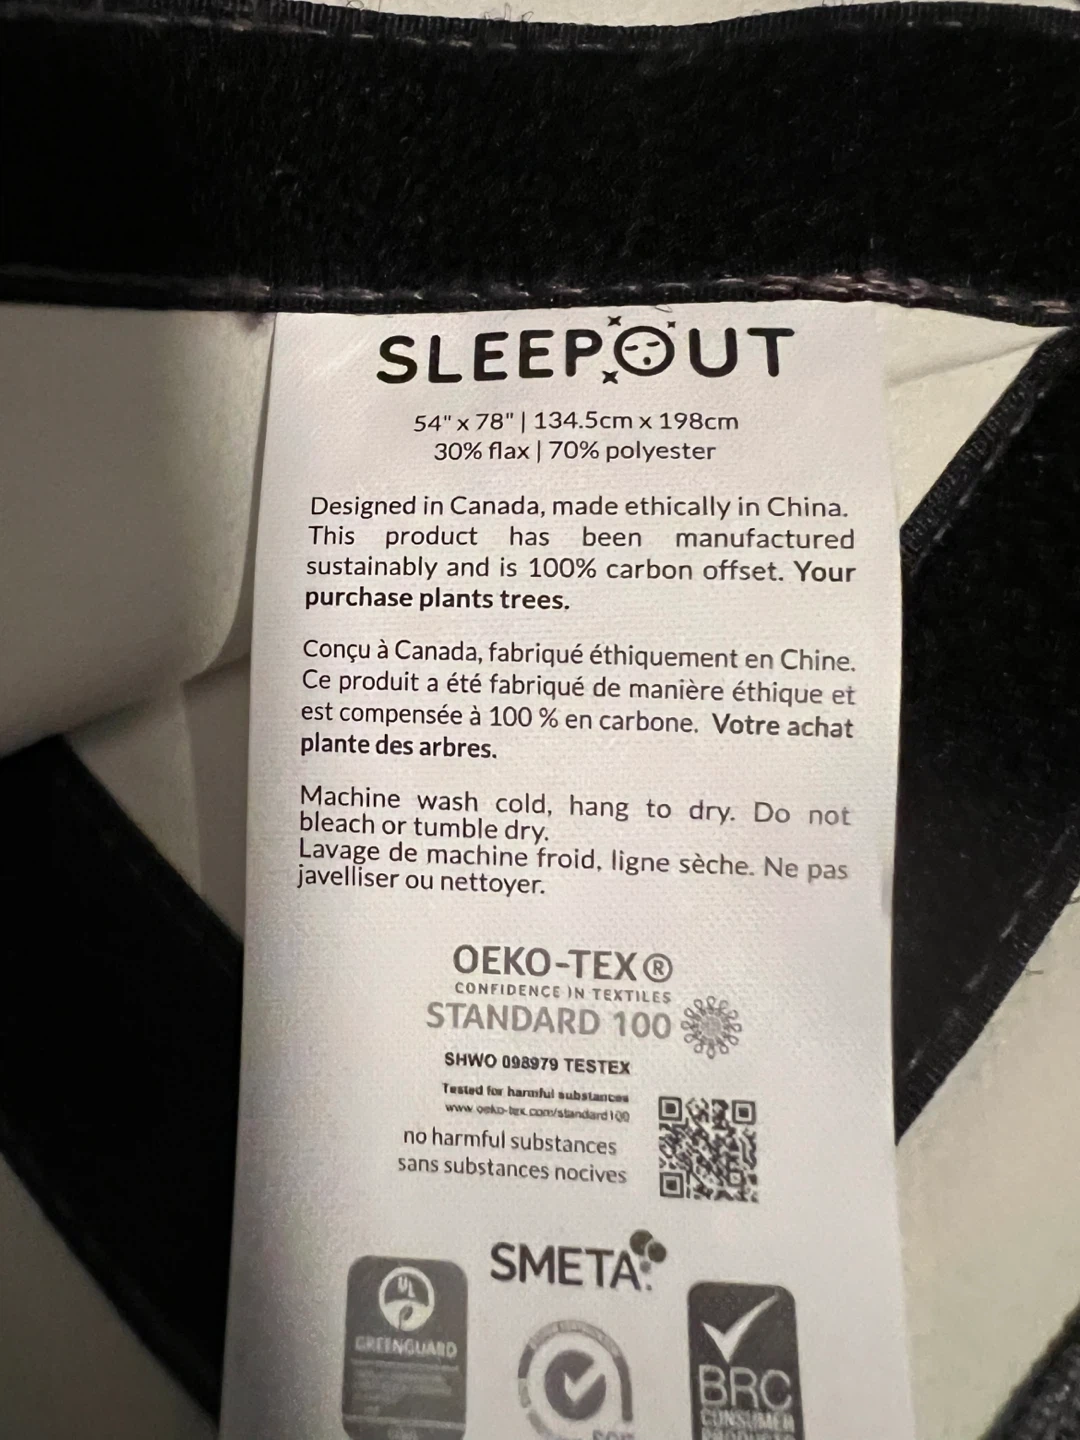 SLEEPOUT
54" x 78" | 134.5cm x 198cm
30% flax | 70% polyester
Designed in Canada, made ethically in China.
This product has been manufactured
sustainably and is 100% carbon offset. Your
purchase plants trees.
Conçu à Canada, fabriqué éthiquement en Chine.
Ce produit a été fabriqué de manière éthique et
est compensée à 100 % en carbone. Votre achat
plante des arbres.
Machine wash cold, hang to dry. Do not
bleach or tumble dry.
Lavage de machine froid, ligne sèche. Ne pas
javelliser ou nettoyer.
OEKO-TEX®
CONFIDENCE IN TEXTILES
STANDARD 100
SHWO 098979 TESTEX
Tested for harmful substances
www.oeko-tex.com/standard100
no harmful substances
sans substances nocives
SMETA
UL
GREENGUARD
BRC
CONSUMER